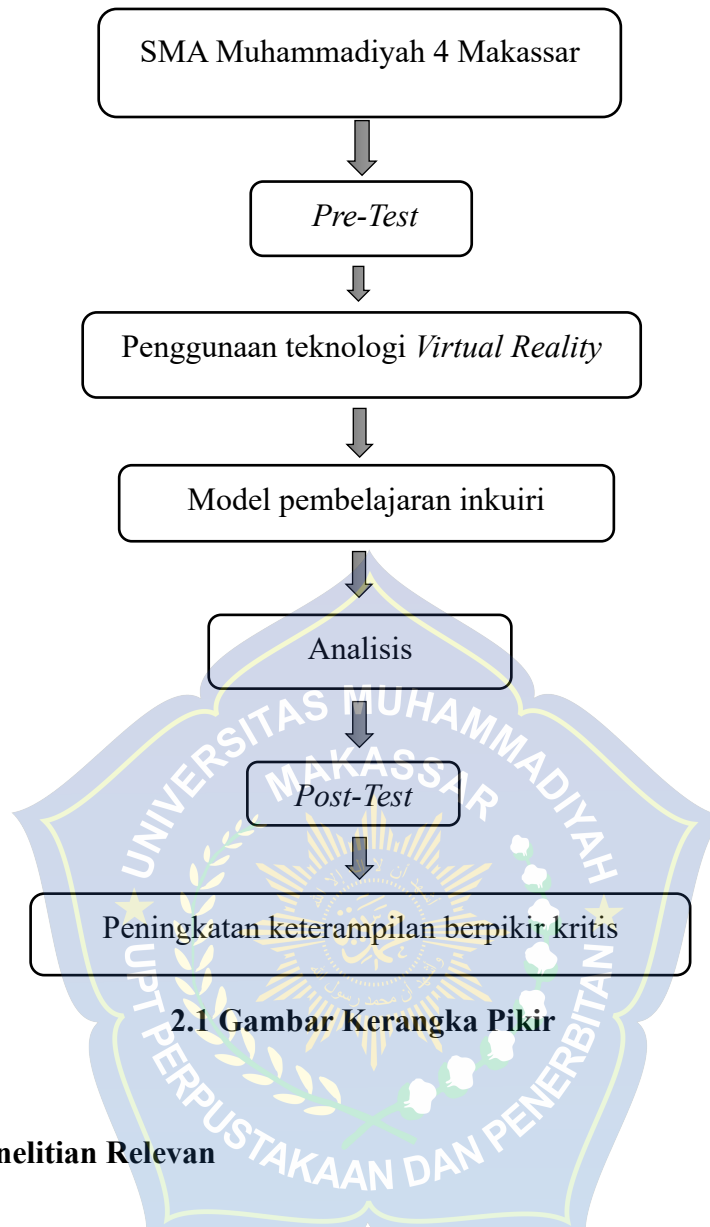 SMA Muhammadiyah 4 Makassar
Pre-Test
Penggunaan teknologi Virtual Reality
Model pembelajaran inkuiri
Analisis
UNIVERSITAS MUHAMMADIYAH
MAKASSAR
Post-Test
Peningkatan keterampilan berpikir kritis
2.1 Gambar Kerangka Pikir
UPT PERPUSTAKAAN DAN PENERBITAN
nelitian Relevan